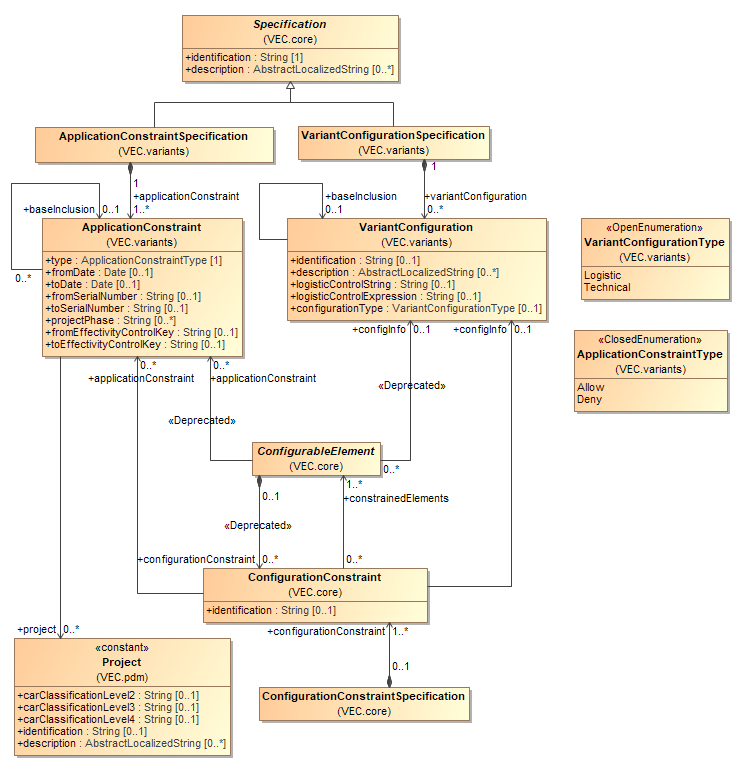 Specification
(VEC.core)
+identification : String [1]
+description : AbstractLocalizedString [0..*]
ApplicationConstraintSpecification
(VEC.variants)
VariantConfigurationSpecification
(VEC.variants)
1
+applicationConstraint
1..*
1
+variantConfiguration
0..*
+baseInclusion
0..1
0..*
+baseInclusion
0..1
ApplicationConstraint
(VEC.variants)
+type : ApplicationConstraintType [1]
+fromDate : Date [0..1]
+toDate : Date [0..1]
+fromSerialNumber : String [0..1]
+toSerialNumber : String [0..1]
+projectPhase : String [0..*]
+fromEffectivityControlKey : String [0..1]
+toEffectivityControlKey : String [0..1]
VariantConfiguration
(VEC.variants)
+identification : String [0..1]
+description : AbstractLocalizedString [0..*]
+logisticControlString : String [0..1]
+logisticControlExpression : String [0..1]
+configurationType : VariantConfigurationType [0..1]
«OpenEnumeration»
VariantConfigurationType
(VEC.variants)
Logistic
Technical
«ClosedEnumeration»
ApplicationConstraintType
(VEC.variants)
Allow
Deny
+configInfo 0..1
+configInfo 0..1
0..*
+applicationConstraint
0..*
+applicationConstraint
«Deprecated»
«Deprecated»
ConfigurableElement
(VEC.core)
0..*
0..1
1..*
+constrainedElements
«Deprecated»
+configurationConstraint 0..*
0..*
ConfigurationConstraint
(VEC.core)
+identification : String [0..1]
+configurationConstraint 1..*
0..1
ConfigurationConstraintSpecification
(VEC.core)
+project 0..*
«constant»
Project
(VEC.pdm)
+carClassificationLevel2 : String [0..1]
+carClassificationLevel3 : String [0..1]
+carClassificationLevel4 : String [0..1]
+identification : String [0..1]
+description : AbstractLocalizedString [0..*]